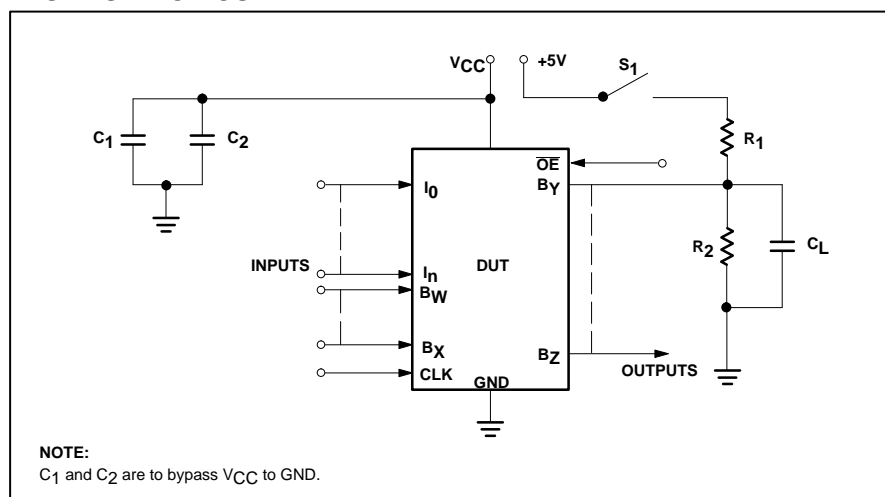 VCC
+5V
S1
C1
C2
R1
OE
I0
BY
R2
CL
INPUTS
In
DUT
BW
BX
BZ
CLK
GND
OUTPUTS
NOTE:
C1 and C2 are to bypass VCC to GND.